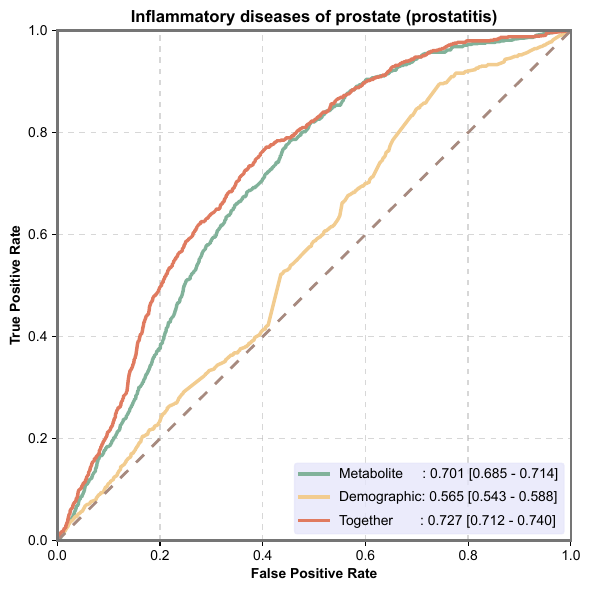 Inflammatory diseases of prostate (prostatitis)
1.0
0.8
0.6
0.4
0.2
0.0
True Positive Rate
Metabolite : 0.701 [0.685 - 0.714]
Demographic: 0.565 [0.543 - 0.588]
Together : 0.727 [0.712 - 0.740]
0.0 0.2 0.4 0.6 0.8 1.0
False Positive Rate